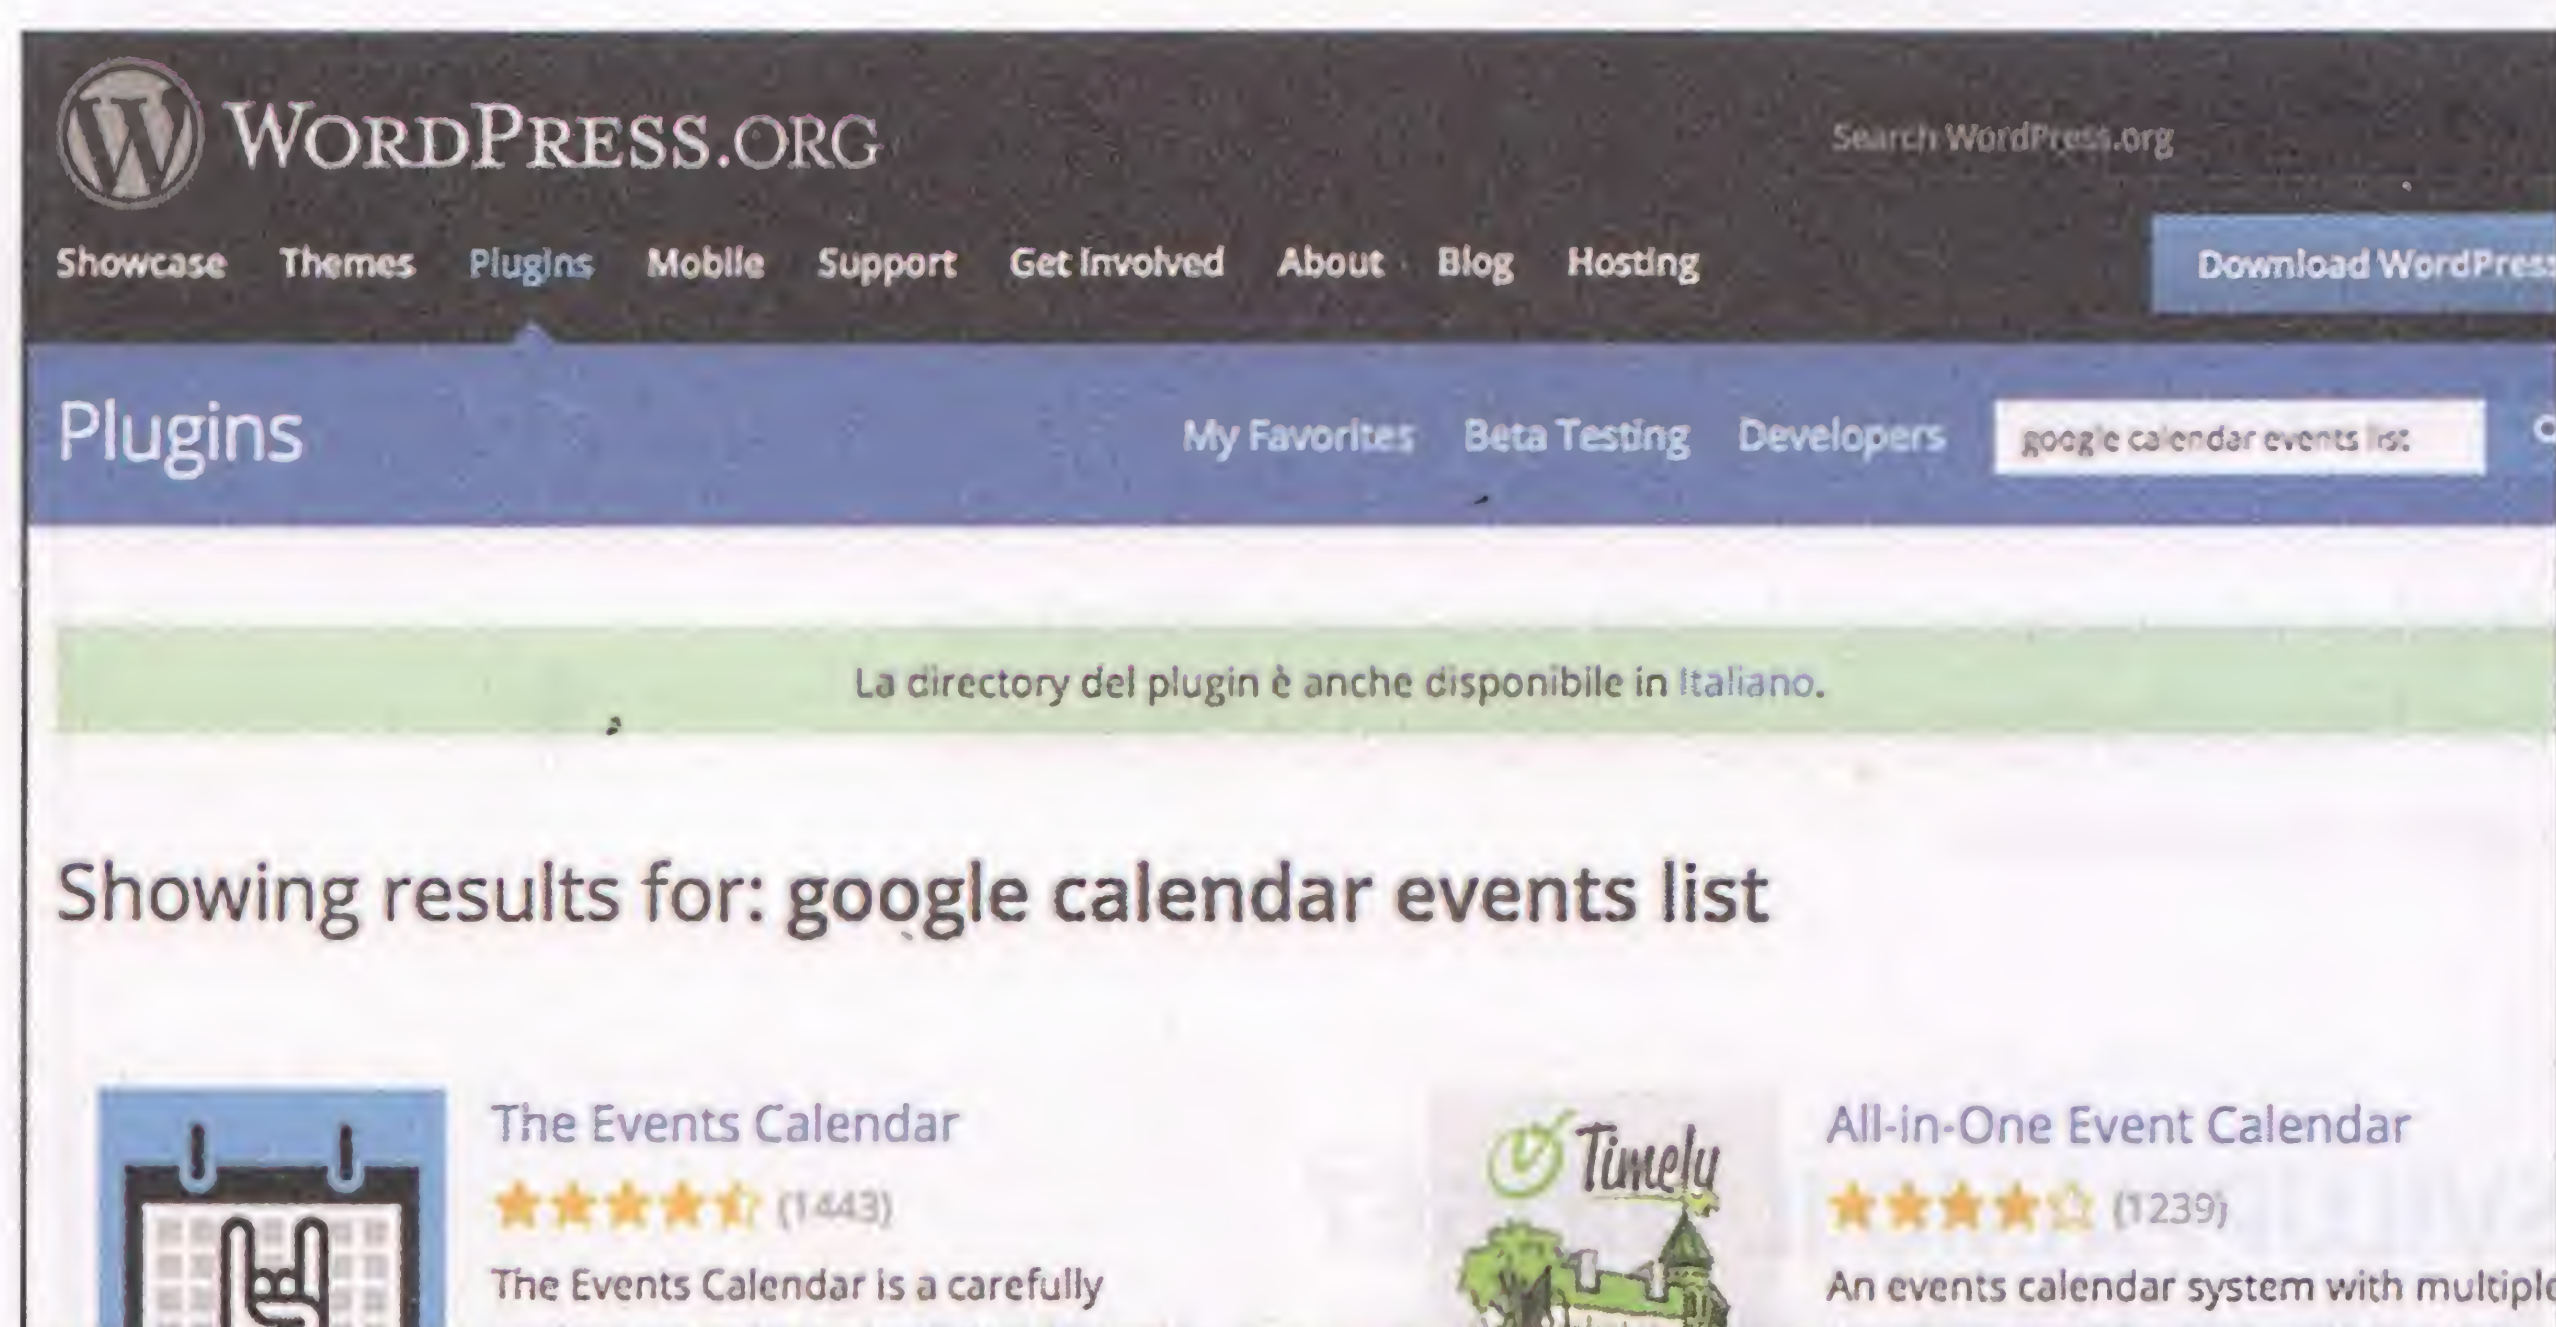 WORDPRESS.ORG
Search WordPress.org
Showcase Themes Plugins Mobile Support Get Involved About Blog Hosting
Download WordPress
Plugins
My Favorites Beta Testing Developers google calendar events list
La directory del plugin è anche disponibile in Italiano.
Showing results for: google calendar events list
The Events Calendar
(1443)
The Events Calendar is a carefully
Timely
All-in-One Event Calendar
(1239)
An events calendar system with multiple